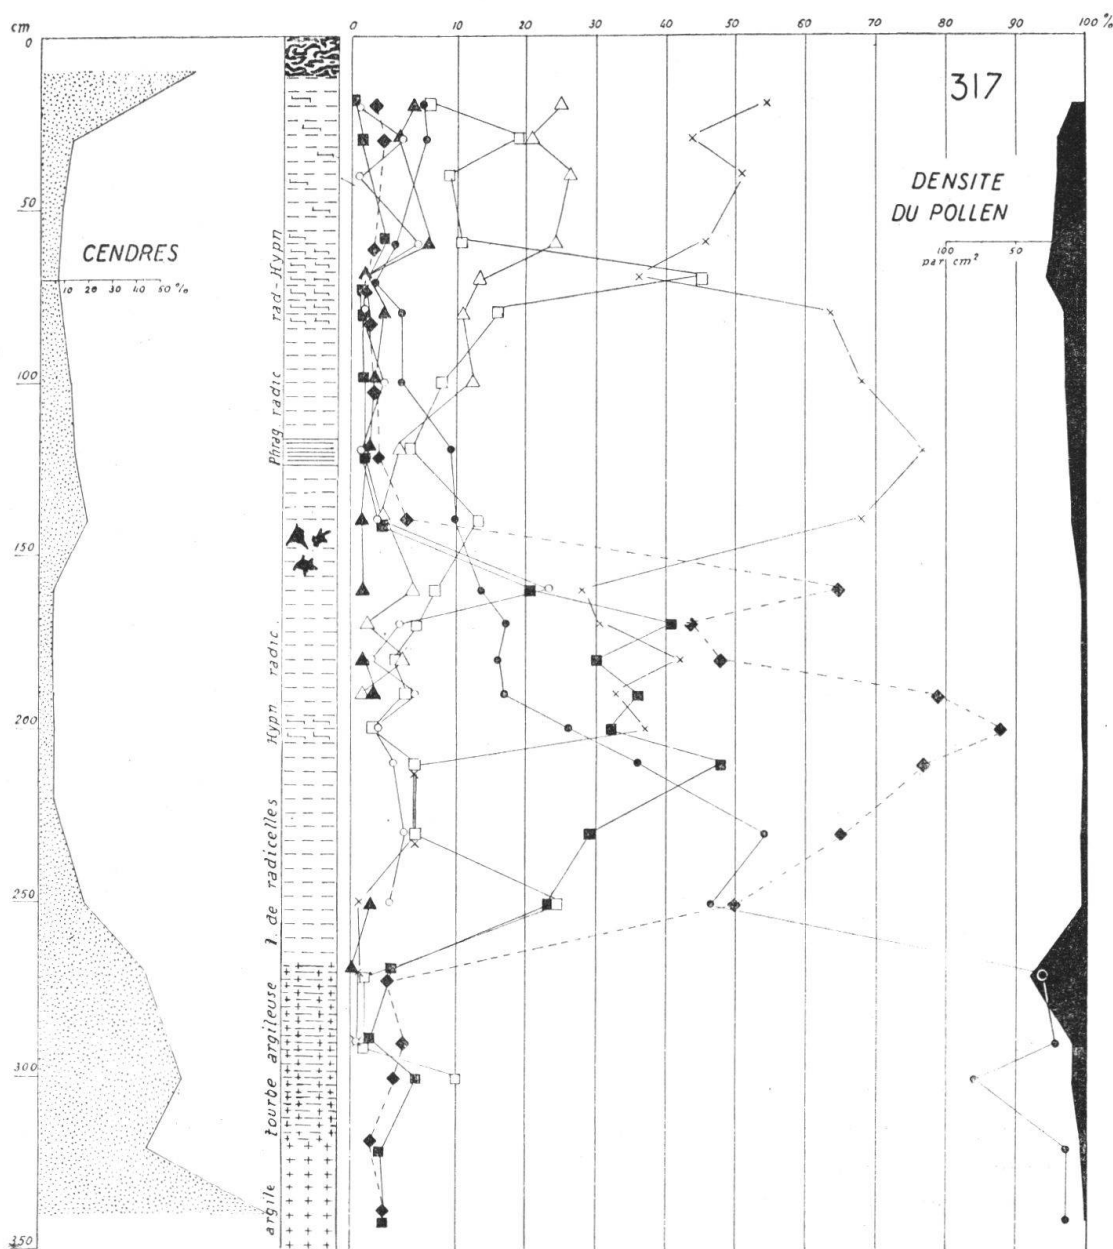 cm
0 10 20 30 40 50 60 70 80 90 100 %
0
317
DENSITE
DU POLLEN
100 50
par cm²
50
CENDRES
10 20 30 40 50 %
rad-Hypn
100
Phrag radic
150
Hypn radic.
200
de radicelles
250
tourbe argileuse
300
argile
350